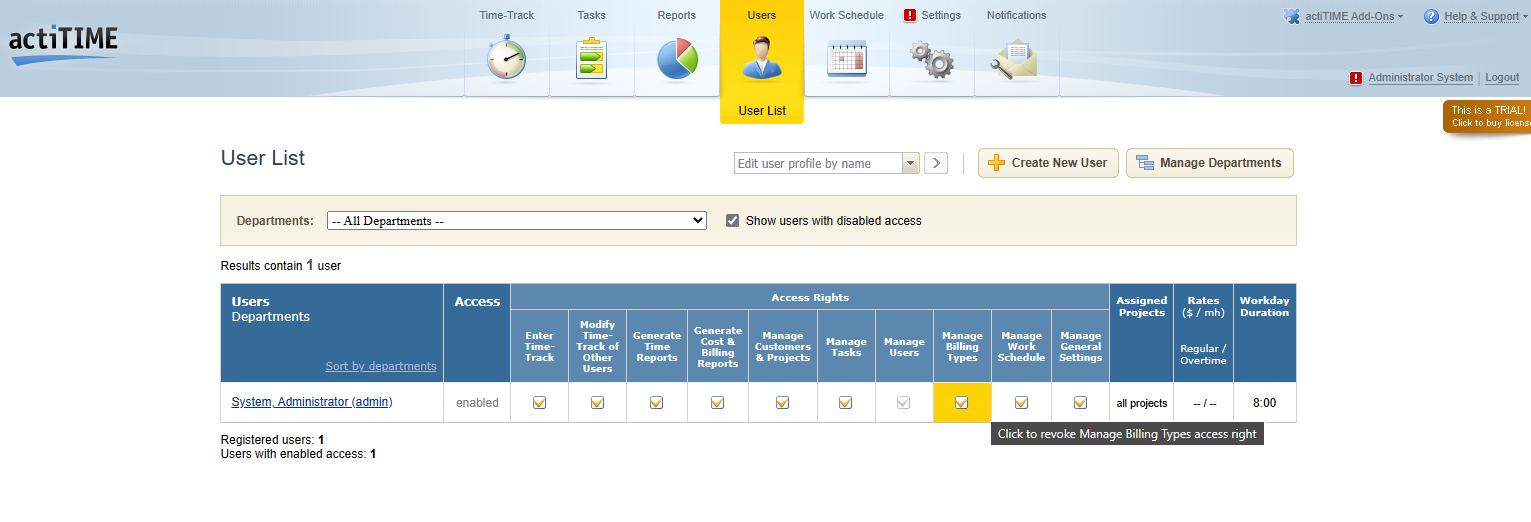 actiTIME
Time-Track
Tasks
Reports
Users
Work Schedule
Settings
Notifications
actiTIME Add-Ons
Help & Support
User List
Administrator System | Logout
This is a TRIAL!
Click to buy license
User List
Edit user profile by name
Create New User
Manage Departments
Departments:
-- All Departments --
Show users with disabled access
Results contain 1 user
Users
Departments
Sort by departments
Access
Access Rights
Enter
Time-
Track
Modify
Time-
Track of
Other
Users
Generate
Time
Reports
Generate
Cost &
Billing
Reports
Manage
Customers
& Projects
Manage
Tasks
Manage
Users
Manage
Billing
Types
Manage
Work
Schedule
Manage
General
Settings
Assigned
Projects
Rates
($ / mh)
Regular /
Overtime
Workday
Duration
System, Administrator (admin)
enabled
all projects
-- / --
8:00
Click to revoke Manage Billing Types access right
Registered users: 1
Users with enabled access: 1